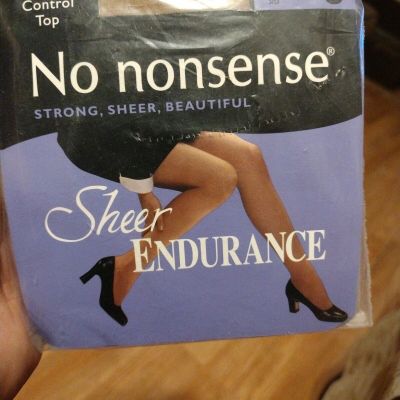 Control
Top
No nonsense®
STRONG, SHEER, BEAUTIFUL
Sheer
ENDURANCE